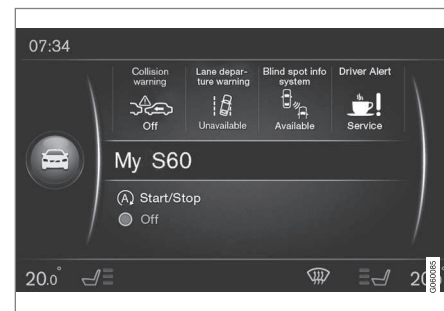 07:34
Collision warning
Lane depar-ture warning
Blind spot info system
Driver Alert
Off
Unavailable
Available
Service
My S60
Start/Stop
Off
20.0°
20
G060085